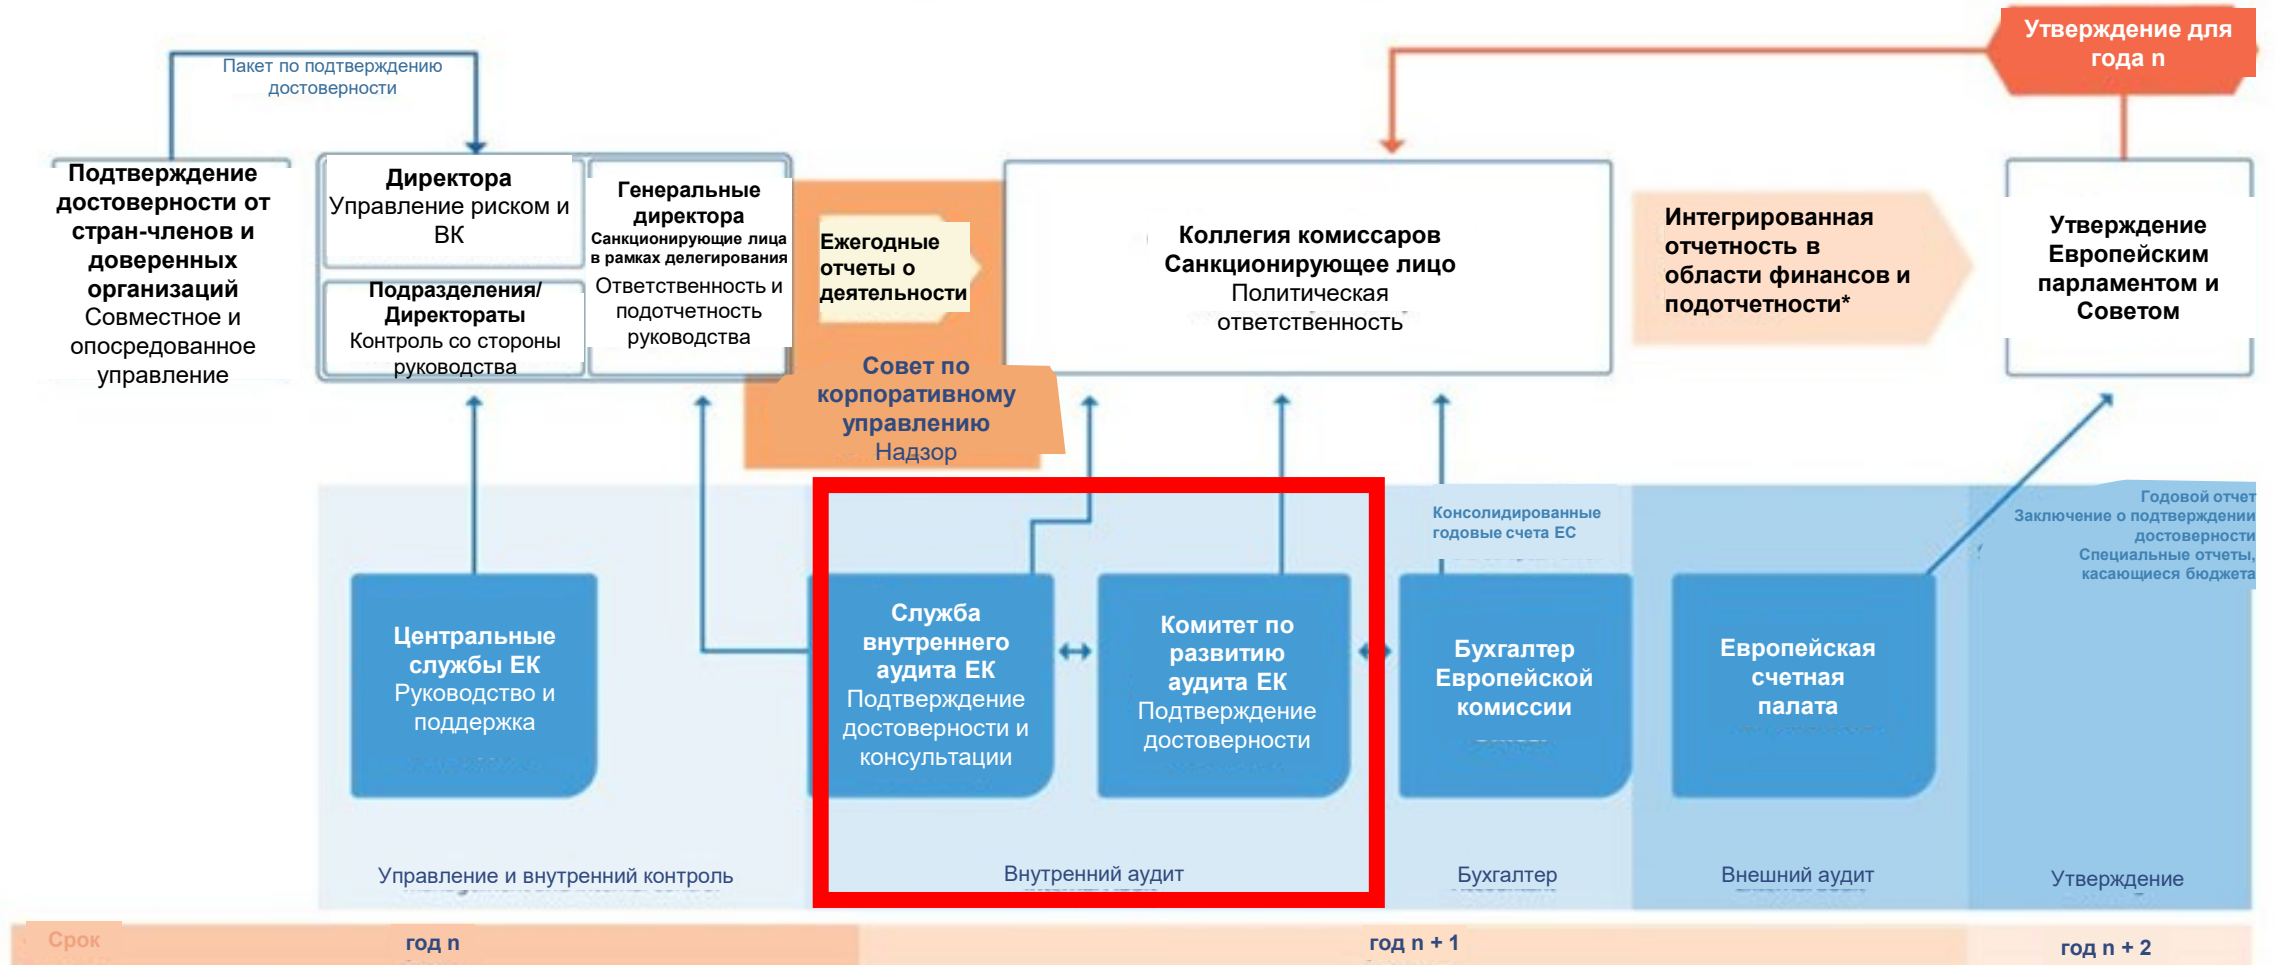 Утверждение для
года n
Пакет по подтверждению
достоверности
Подтверждение
достоверности от
стран-членов и
доверенных
организаций
Совместное и
опосредованное
управление
Директора
Управление риском и
ВК
Подразделения/
Директораты
Контроль со стороны
руководства
Генеральные
директора
Санкционирующие лица
в рамках делегирования
Ответственность и
подотчетность
руководства
Ежегодные
отчеты о
деятельности
Совет по
корпоративному
управлению
Надзор
Коллегия комиссаров
Санкционирующее лицо
Политическая
ответственность
Интегрированная
отчетность в
области финансов и
подотчетности*
Утверждение
Европейским
парламентом и
Советом
Консолидированные
годовые счета ЕС
Годовой отчет
Заключение о подтверждении
достоверности
Специальные отчеты,
касающиеся бюджета
Центральные
службы ЕК
Руководство и
поддержка
Служба
внутреннего
аудита ЕК
Подтверждение
достоверности и
консультации
Комитет по
развитию
аудита ЕК
Подтверждение
достоверности
Бухгалтер
Европейской
комиссии
Европейская
счетная
палата
Управление и внутренний контроль
Внутренний аудит
Бухгалтер
Внешний аудит
Утверждение
Срок
год n
год n + 1
год n + 2